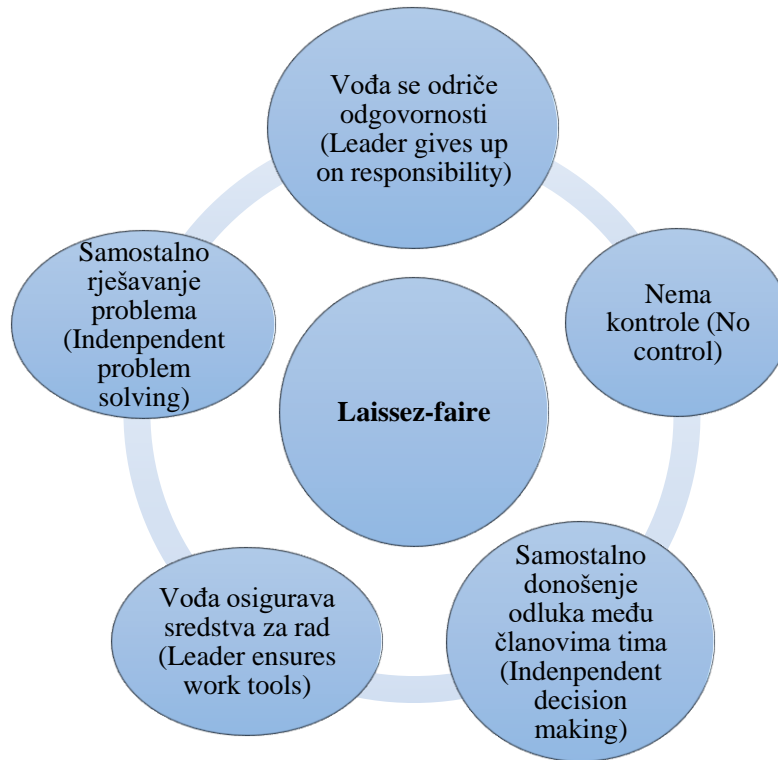 Vođa se odriče
odgovornosti
(Leader gives up
on responsibility)
Nema
kontrole (No
control)
Samostalno
donošenje
odluka među
članovima tima
(Indenpendent
decision
making)
Vođa osigurava
sredstva za rad
(Leader ensures
work tools)
Samostalno
rješavanje
problema
(Indenpendent
problem
solving)
Laissez-faire